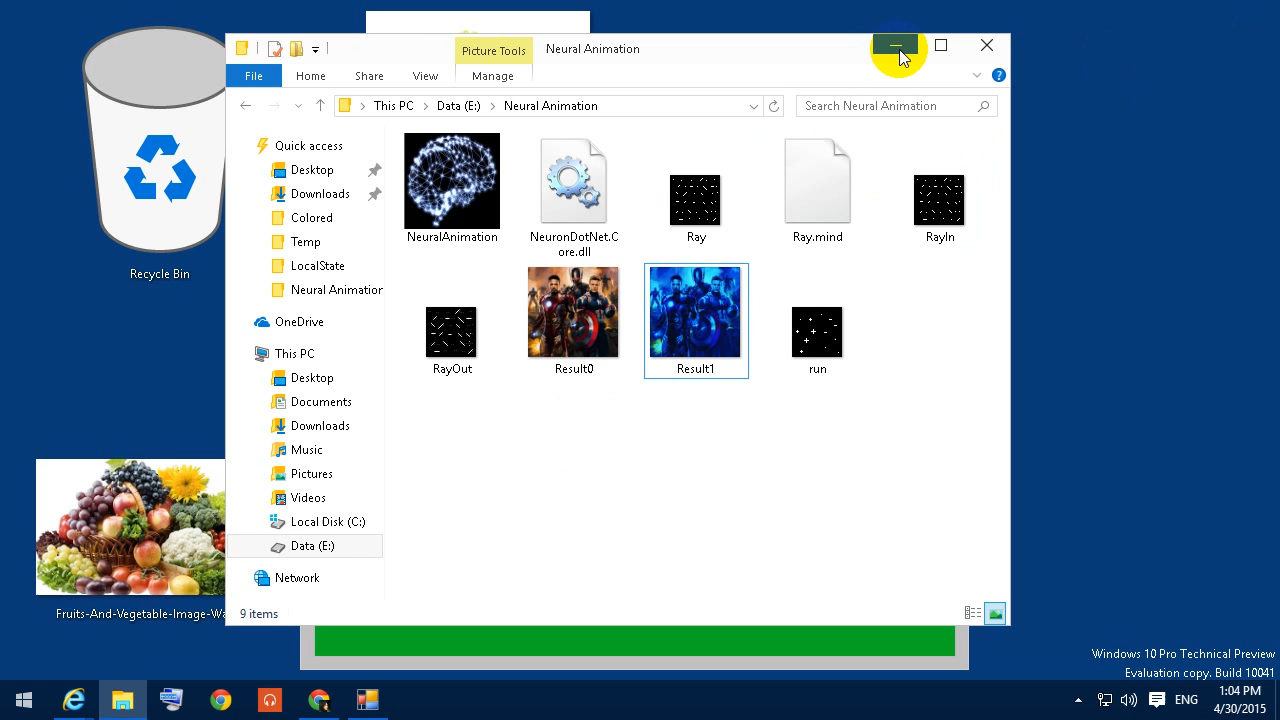 Picture Tools
Neural Animation
File
Home
Share
View
Manage
This PC
Data (E:)
Neural Animation
Search Neural Animation
Quick access
Desktop
Downloads
Colored
Temp
LocalState
Neural Animation
OneDrive
This PC
Desktop
Documents
Downloads
Music
Pictures
Videos
Local Disk (C:)
Data (E:)
Network
NeuralAnimation
NeuronDotNet.C
ore.dll
Ray
Ray.mind
RayIn
RayOut
Result0
Result1
run
9 items
Recycle Bin
Fruits-And-Vegetable-Image-Wa
Windows 10 Pro Technical Preview
Evaluation copy. Build 10041
ENG
1:04 PM
4/30/2015